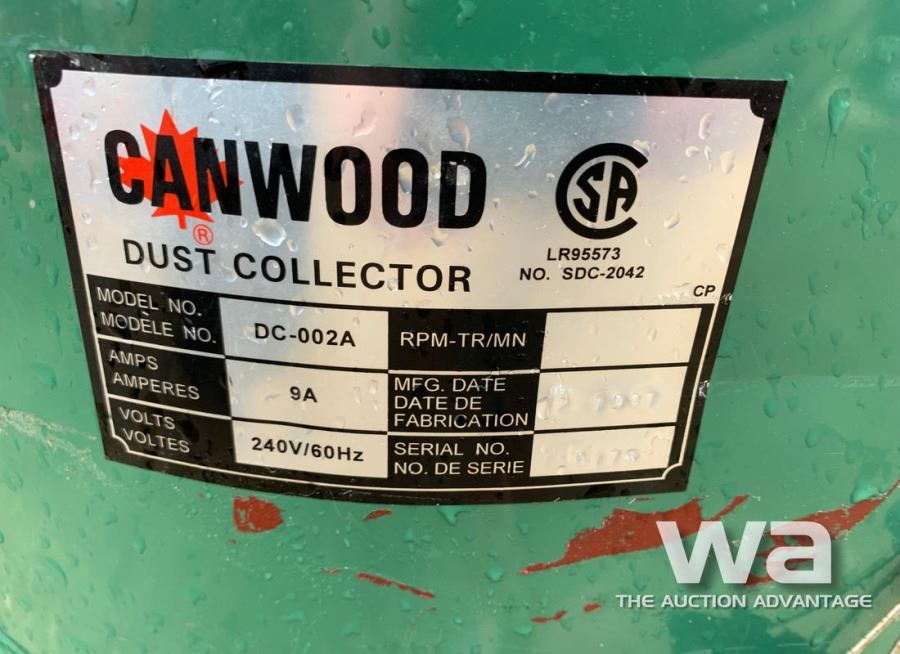 CANWOOD
®
DUST COLLECTOR
CSA
LR95573
NO. SDC-2042
CP
MODEL NO.
MODÈLE NO.
DC-002A
RPM-TR/MN
AMPS
AMPERES
9A
MFG. DATE
DATE DE
FABRICATION
VOLTS
VOLTES
240V/60Hz
SERIAL NO.
NO. DE SERIE
wa
THE AUCTION ADVANTAGE